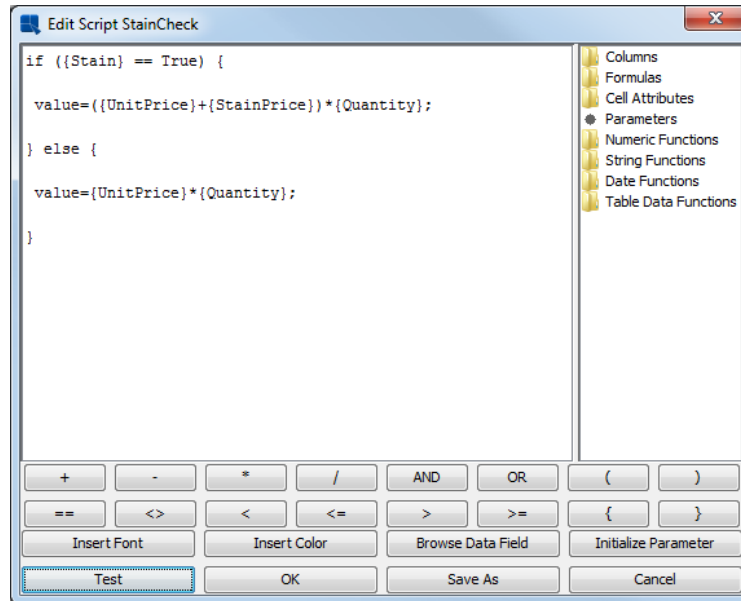 Edit Script StainCheck
x
if ({Stain} == True) {
value=({UnitPrice}+{StainPrice})*{Quantity};
} else {
value={UnitPrice}*{Quantity};
}
Columns
Formulas
Cell Attributes
Parameters
Numeric Functions
String Functions
Date Functions
Table Data Functions
+ - * / AND OR ( )
== <> < <= > >= { }
Insert Font Insert Color Browse Data Field Initialize Parameter
Test OK Save As Cancel